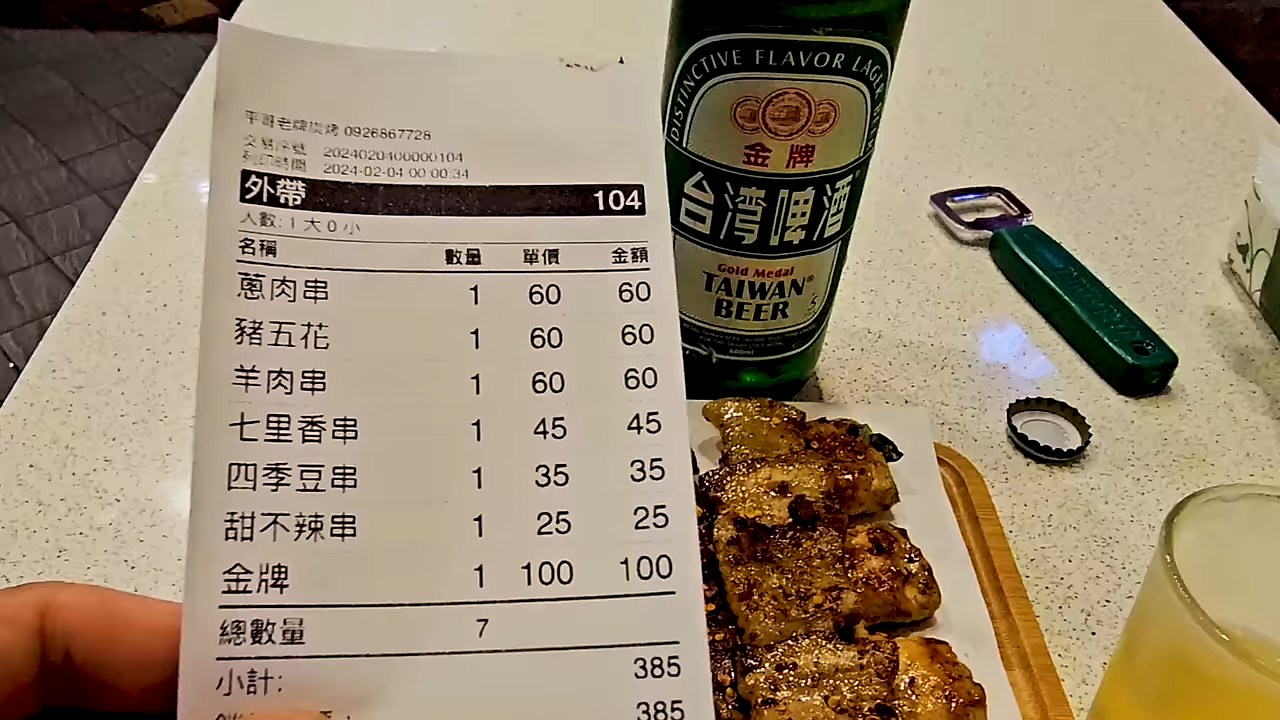 平哥老牌炭烤 0926867728
交易序號 2024020400000104
列印時間 2024-02-04 00:00:34
外帶 104
人數: 1 大 0 小
名稱 數量 單價 金額
蔥肉串 1 60 60
豬五花 1 60 60
羊肉串 1 60 60
七里香串 1 45 45
四季豆串 1 35 35
甜不辣串 1 25 25
金牌 1 100 100
總數量 7
小計: 385
385
DISTINCTIVE FLAVOR LAGER
金牌
台湾啤酒
Gold Medal
TAIWAN
BEER
600ml